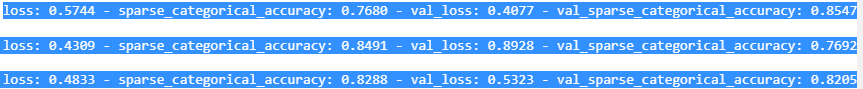 loss: 0.5744 - sparse_categorical_accuracy: 0.7680 - val_loss: 0.4077 - val_sparse_categorical_accuracy: 0.8547
loss: 0.4309 - sparse_categorical_accuracy: 0.8491 - val_loss: 0.8928 - val_sparse_categorical_accuracy: 0.7692
loss: 0.4833 - sparse_categorical_accuracy: 0.8288 - val_loss: 0.5323 - val_sparse_categorical_accuracy: 0.8205